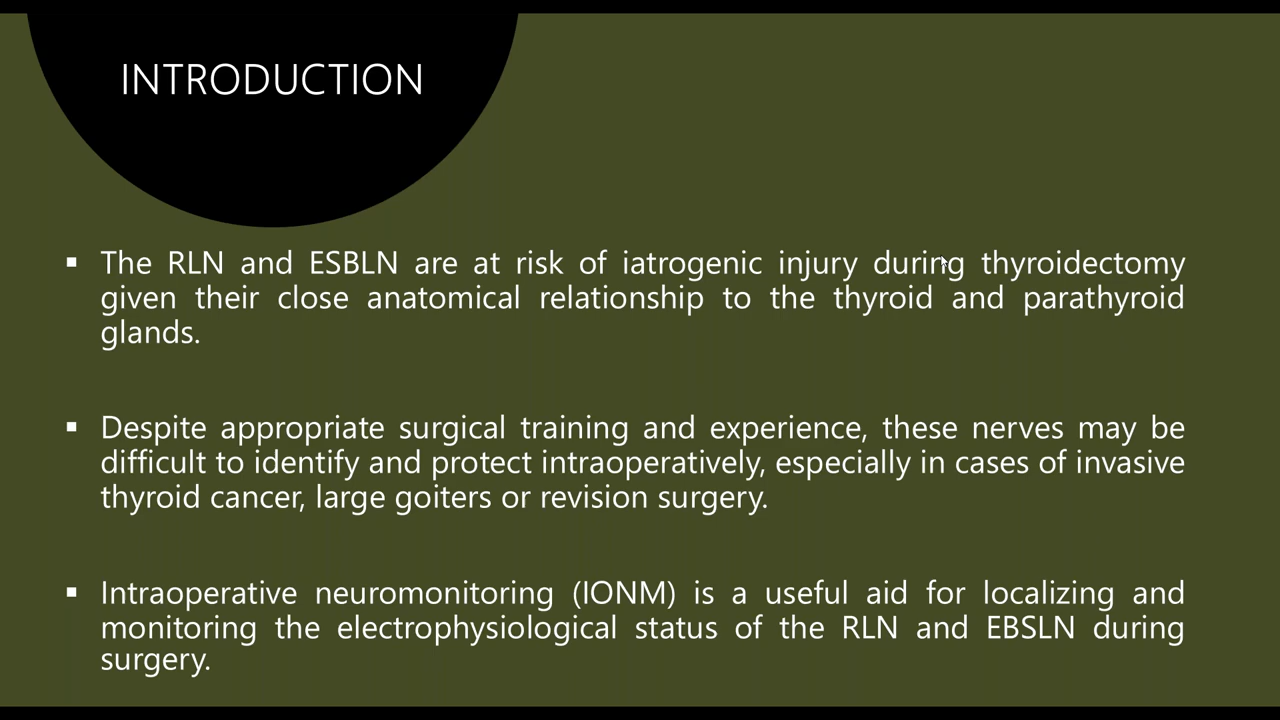 INTRODUCTION
▪ The RLN and ESBLN are at risk of iatrogenic injury during thyroidectomy
given their close anatomical relationship to the thyroid and parathyroid
glands.
▪ Despite appropriate surgical training and experience, these nerves may be
difficult to identify and protect intraoperatively, especially in cases of invasive
thyroid cancer, large goiters or revision surgery.
▪ Intraoperative neuromonitoring (IONM) is a useful aid for localizing and
monitoring the electrophysiological status of the RLN and EBSLN during
surgery.